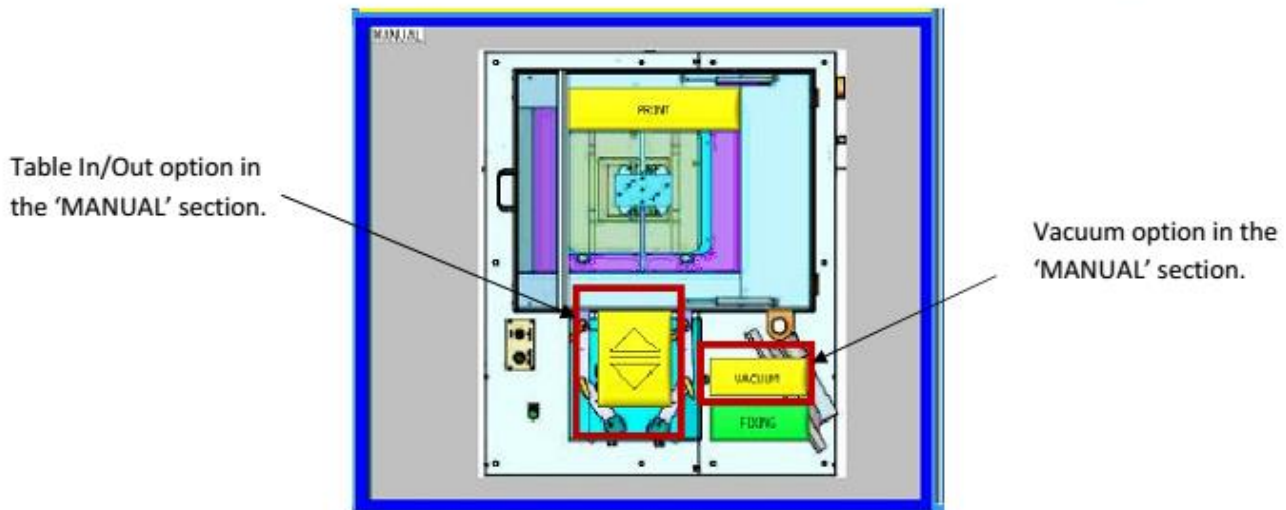 MANUAL
PRINT
Table In/Out option in
the ‘MANUAL’ section.
Vacuum option in the
‘MANUAL’ section.
VACUUM
FIXING